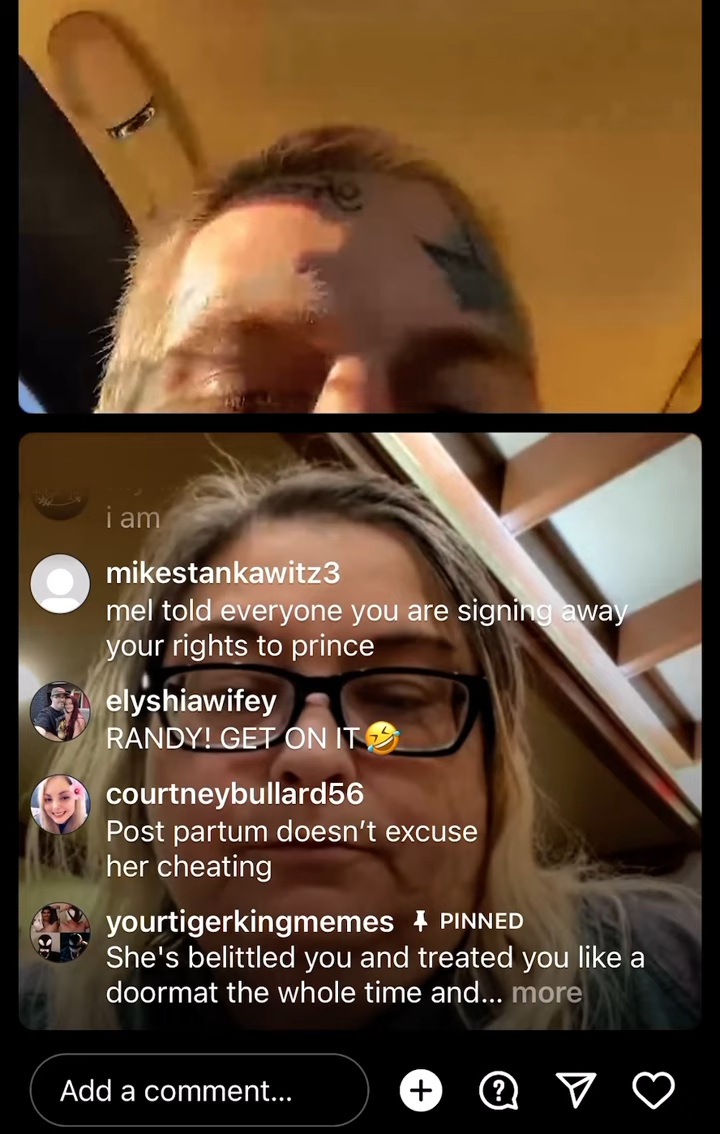 i am
mikestankawitz3
mel told everyone you are signing away
your rights to prince
elyshiawifey
RANDY! GET ON IT🤣
courtneybullard56
Post partum doesn’t excuse
her cheating
yourtigerkingmemes PINNED
She's belittled you and treated you like a
doormat the whole time and... more
Add a comment...